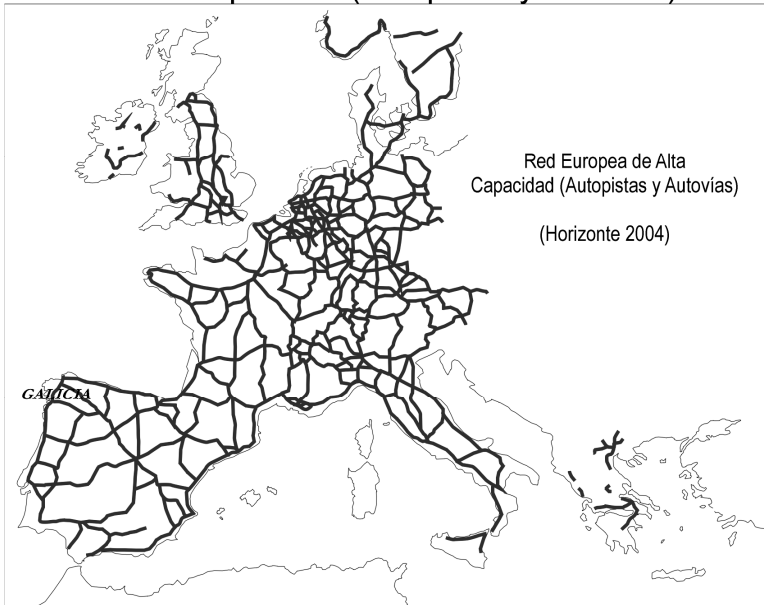 Red Europea de Alta
Capacidad (Autopistas y Autovías)
(Horizonte 2004)
GALICIA